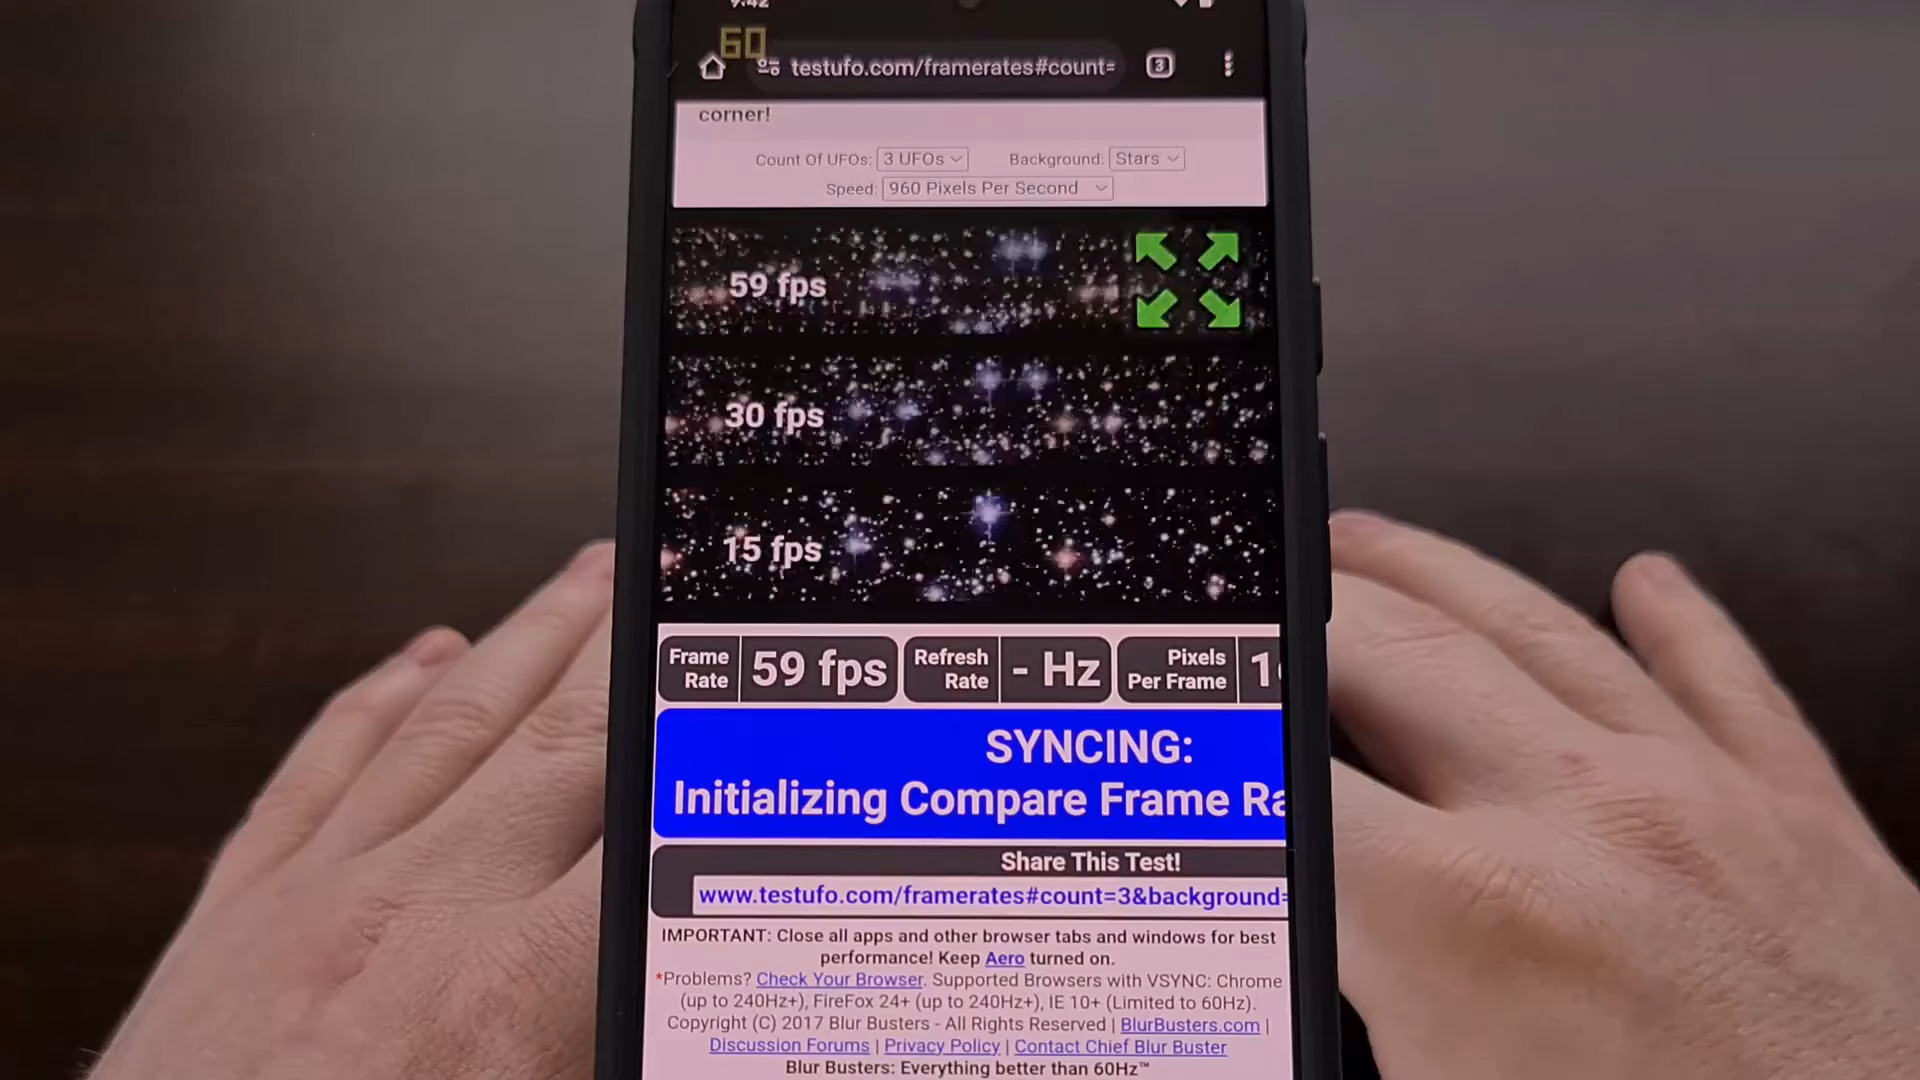 9:42
60
testufo.com/framerates#count=
3
corner!
Count Of UFOs: 3 UFOs Background: Stars
Speed: 960 Pixels Per Second
59 fps
30 fps
15 fps
Frame Rate 59 fps Refresh Rate - Hz Pixels Per Frame
SYNCING:
Initializing Compare Frame Ra
Share This Test!
www.testufo.com/framerates#count=3&background=
IMPORTANT: Close all apps and other browser tabs and windows for best
performance! Keep Aero turned on.
*Problems? Check Your Browser. Supported Browsers with VSYNC: Chrome
(up to 240Hz+), FireFox 24+ (up to 240Hz+), IE 10+ (Limited to 60Hz).
Copyright (C) 2017 Blur Busters - All Rights Reserved | BlurBusters.com |
Discussion Forums | Privacy Policy | Contact Chief Blur Buster
Blur Busters: Everything better than 60Hz™